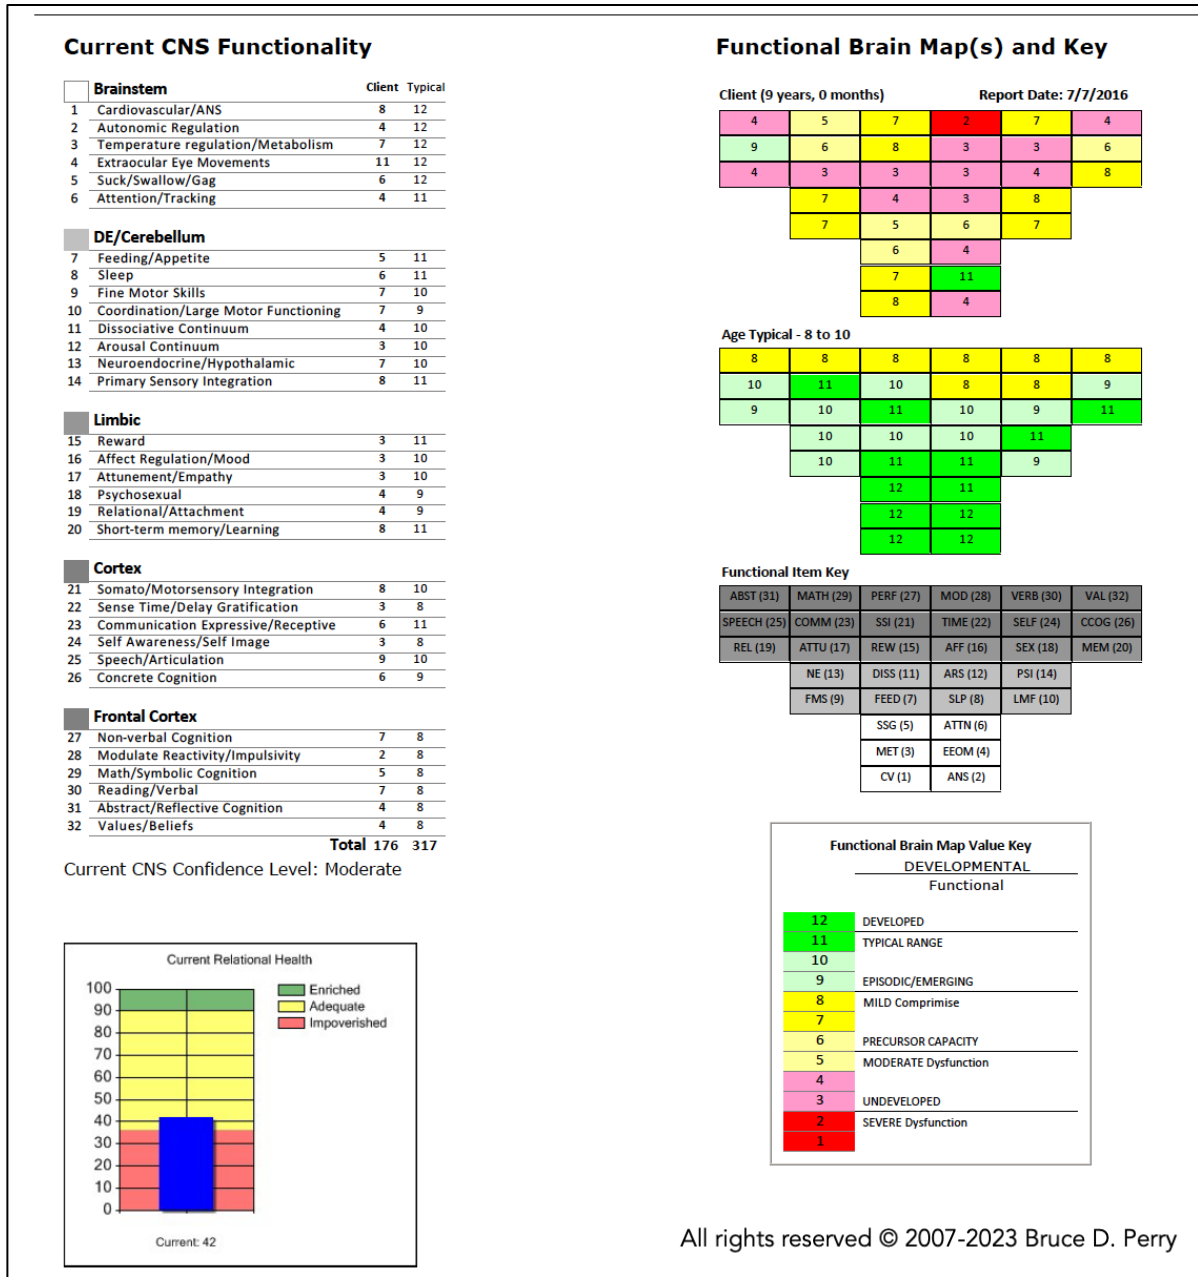 Current CNS Functionality
Brainstem Client Typical
1 Cardiovascular/ANS 8 12
2 Autonomic Regulation 4 12
3 Temperature regulation/Metabolism 7 12
4 Extraocular Eye Movements 11 12
5 Suck/Swallow/Gag 6 12
6 Attention/Tracking 4 11
DE/Cerebellum
7 Feeding/Appetite 5 11
8 Sleep 6 11
9 Fine Motor Skills 7 10
10 Coordination/Large Motor Functioning 7 9
11 Dissociative Continuum 4 10
12 Arousal Continuum 3 10
13 Neuroendocrine/Hypothalamic 7 10
14 Primary Sensory Integration 8 11
Limbic
15 Reward 3 11
16 Affect Regulation/Mood 3 10
17 Attunement/Empathy 3 10
18 Psychosexual 4 9
19 Relational/Attachment 4 9
20 Short-term memory/Learning 8 11
Cortex
21 Somato/Motorsensory Integration 8 10
22 Sense Time/Delay Gratification 3 8
23 Communication Expressive/Receptive 6 11
24 Self Awareness/Self Image 3 8
25 Speech/Articulation 9 10
26 Concrete Cognition 6 9
Frontal Cortex
27 Non-verbal Cognition 7 8
28 Modulate Reactivity/Impulsivity 2 8
29 Math/Symbolic Cognition 5 8
30 Reading/Verbal 7 8
31 Abstract/Reflective Cognition 4 8
32 Values/Beliefs 4 8
Total 176 317
Current CNS Confidence Level: Moderate
Current Relational Health
100
90
80
70
60
50
40
30
20
10
0
Enriched
Adequate
Impoverished
Current: 42
Functional Brain Map(s) and Key
Client (9 years, 0 months) Report Date: 7/7/2016
4 5 7 2 7 4
9 6 8 3 3 6
4 3 3 3 4 8
7 4 3 8
7 5 6 7
6 4
7 11
8 4
Age Typical - 8 to 10
8 8 8 8 8 8
10 11 10 8 8 9
9 10 11 10 9 11
10 10 10 11
10 11 11 9
12 11
12 12
12 12
Functional Item Key
ABST (31) MATH (29) PERF (27) MOD (28) VERB (30) VAL (32)
SPEECH (25) COMM (23) SSI (21) TIME (22) SELF (24) CCOG (26)
REL (19) ATTU (17) REW (15) AFF (16) SEX (18) MEM (20)
NE (13) DISS (11) ARS (12) PSI (14)
FMS (9) FEED (7) SLP (8) LMF (10)
SSG (5) ATTN (6)
MET (3) EEOM (4)
CV (1) ANS (2)
Functional Brain Map Value Key
DEVELOPMENTAL
Functional
12 DEVELOPED
11 TYPICAL RANGE
10
9 EPISODIC/EMERGING
8 MILD Comprimise
7
6 PRECURSOR CAPACITY
5 MODERATE Dysfunction
4
3 UNDEVELOPED
2 SEVERE Dysfunction
1
All rights reserved © 2007-2023 Bruce D. Perry